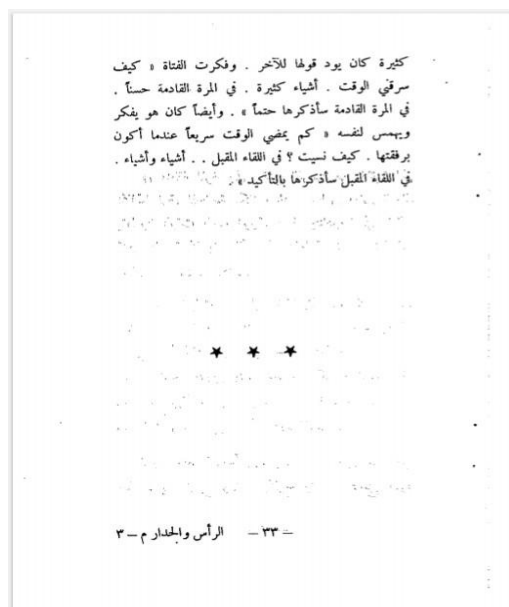 كثيرة كان يود قولها للآخر . وفكرت الفتاة « كيف
سرقني الوقت . أشياء كثيرة . في المرة القادمة حسناً .
في المرة القادمة سأذكرها حتماً » . وأيضاً كان هو يفكر
ويهمس لنفسه « كم يمضي الوقت سريعاً عندما أكون
برفقتها . كيف نسيت ؟ في اللقاء المقبل . . أشياء وأشياء .
في اللقاء المقبل سأذكرها بالتأكيد » .
★ ★ ★
— ٣٣ — الرأس والجدار م — ٣